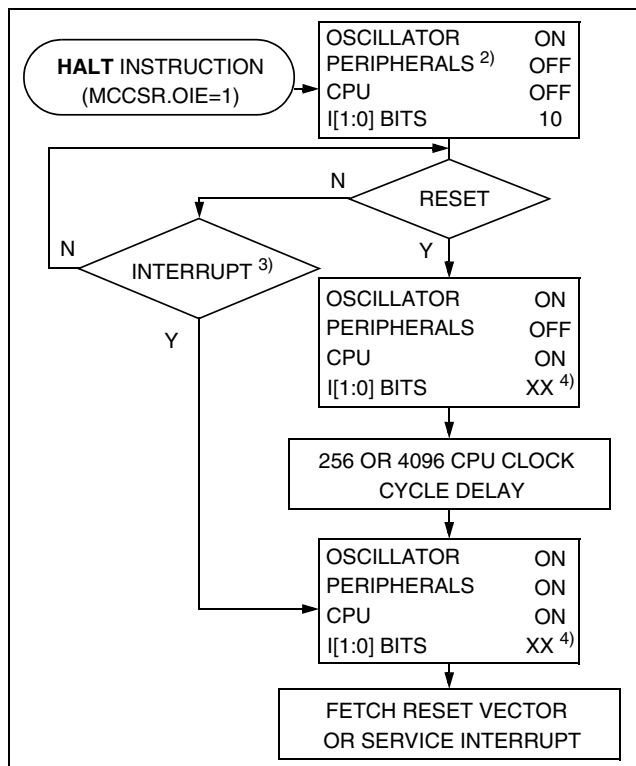 HALT INSTRUCTION
(MCCSR.OIE=1)
OSCILLATOR ON
PERIPHERALS 2) OFF
CPU OFF
I[1:0] BITS 10
RESET
N
Y
INTERRUPT 3)
N
Y
OSCILLATOR ON
PERIPHERALS OFF
CPU ON
I[1:0] BITS XX 4)
256 OR 4096 CPU CLOCK
CYCLE DELAY
OSCILLATOR ON
PERIPHERALS ON
CPU ON
I[1:0] BITS XX 4)
FETCH RESET VECTOR
OR SERVICE INTERRUPT